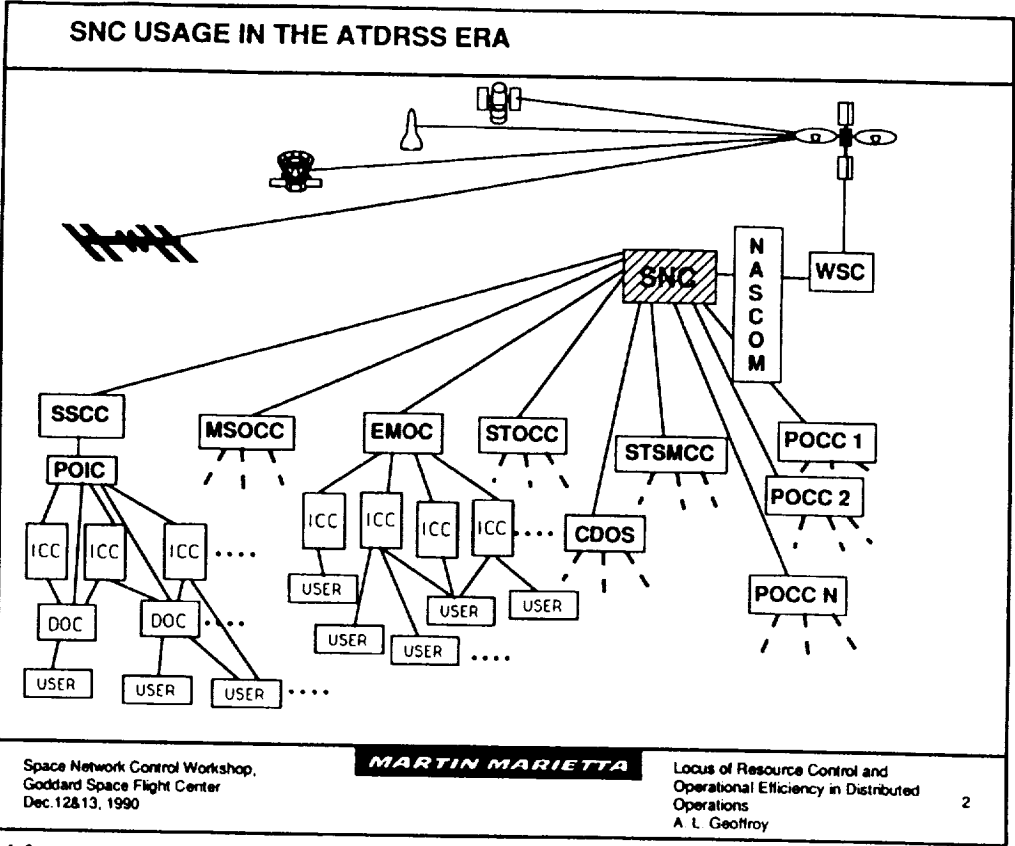 SNC USAGE IN THE ATDRSS ERA
SNC
NASCOM
WSC
SSCC
MSOCC
EMOC
STOCC
STSMCC
POCC 1
POIC
POCC 2
ICC
ICC
ICC
....
ICC
ICC
ICC
ICC
....
CDOS
USER
USER
USER
POCC N
DOC
DOC
....
USER
USER
....
USER
USER
USER
....
Space Network Control Workshop,
Goddard Space Flight Center
Dec.12&13, 1990
MARTIN MARIETTA
Locus of Resource Control and
Operational Efficiency in Distributed
Operations
A. L. Geoffroy
2